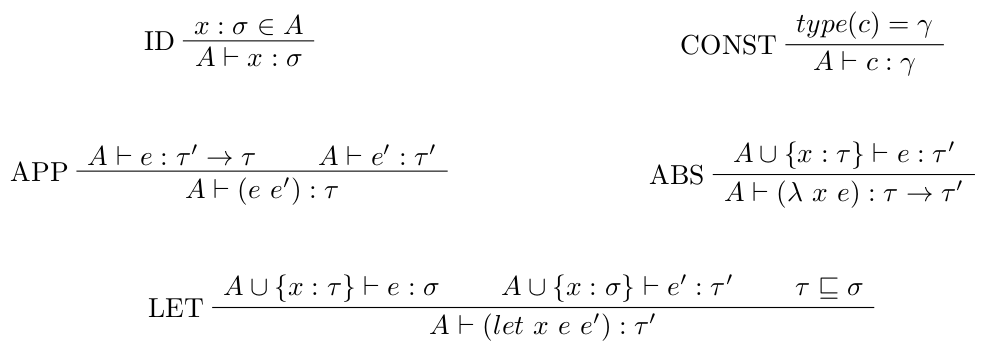 ID x : σ ∈ A CONST type(c) = γ
A ⊢ x : σ A ⊢ c : γ
APP A ⊢ e : τ′ → τ A ⊢ e′ : τ′ ABS A ∪ {x : τ} ⊢ e : τ′
A ⊢ (e e′) : τ A ⊢ (λ x e) : τ → τ′
LET A ∪ {x : τ} ⊢ e : σ A ∪ {x : σ} ⊢ e′ : τ′ τ ⊑ σ
A ⊢ (let x e e′) : τ′